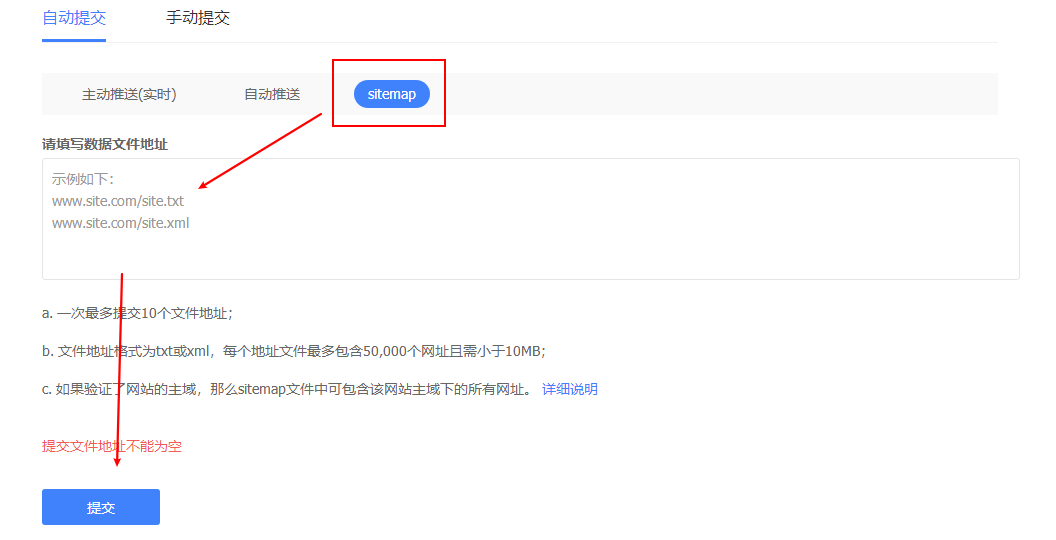 自动提交 手动提交
主动推送(实时) 自动推送 sitemap
请填写数据文件地址
示例如下：
www.site.com/site.txt
www.site.com/site.xml
a. 一次最多提交10个文件地址；
b. 文件地址格式为txt或xml，每个地址文件最多包含50,000个网址且需小于10MB；
c. 如果验证了网站的主域，那么sitemap文件中可包含该网站主域下的所有网址。 详细说明
提交文件地址不能为空
提交